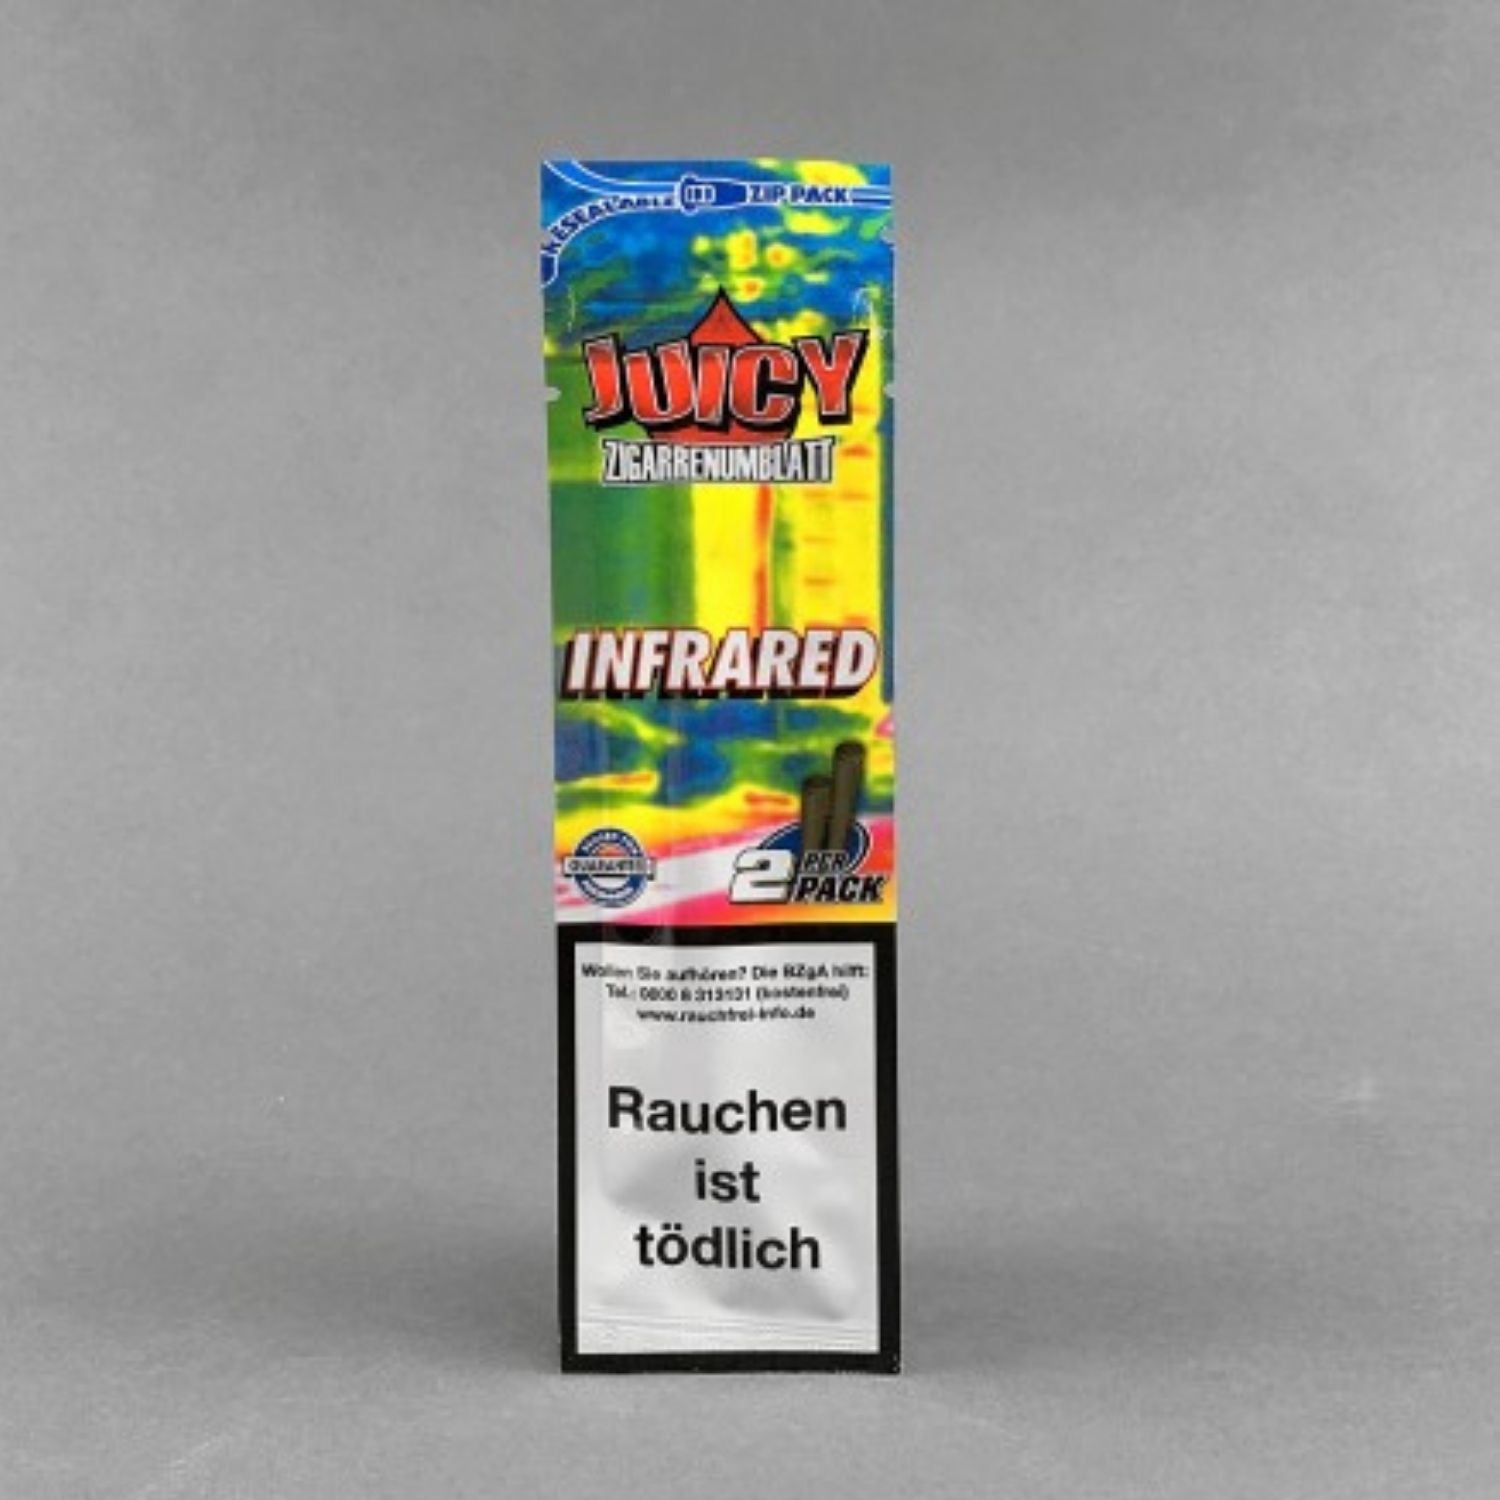 RESEALABLE ZIP PACK
JUICY
ZIGARRENUMBLATT
INFRARED
GUARANTEE
2 PER
PACK
Wollen Sie aufhören? Die BZgA hilft:
Tel.: 0800 8 313131 (kostenfrei)
www.rauchfrei-info.de
Rauchen
ist
tödlich